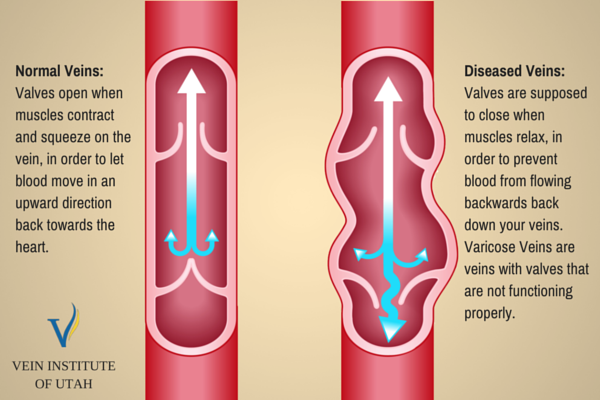 Normal Veins:
Valves open when
muscles contract
and squeeze on the
vein, in order to let
blood move in an
upward direction
back towards the
heart.
VEIN INSTITUTE
OF UTAH
Diseased Veins:
Valves are supposed
to close when
muscles relax, in
order to prevent
blood from flowing
backwards back
down your veins.
Varicose Veins are
veins with valves that
are not functioning
properly.